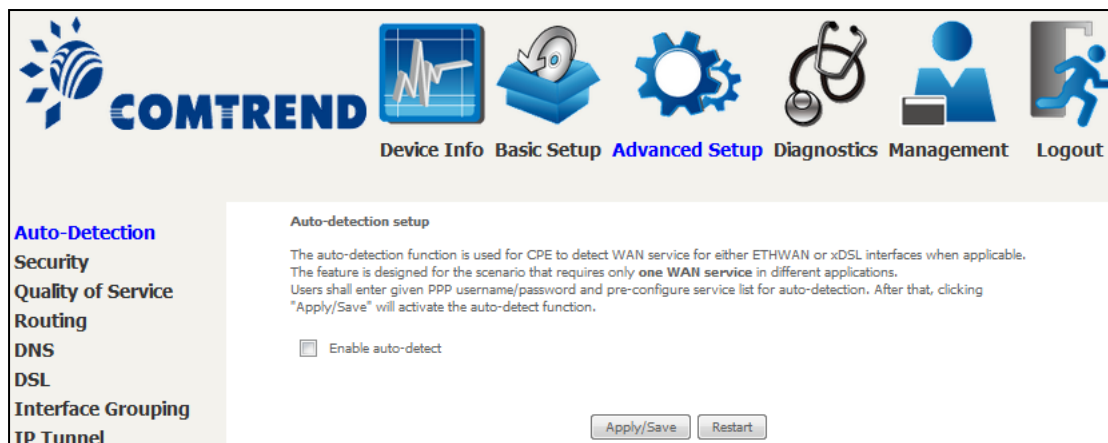 COMTREND
Device Info Basic Setup Advanced Setup Diagnostics Management Logout
Auto-Detection
Security
Quality of Service
Routing
DNS
DSL
Interface Grouping
IP Tunnel
Auto-detection setup
The auto-detection function is used for CPE to detect WAN service for either ETHWAN or xDSL interfaces when applicable.
The feature is designed for the scenario that requires only one WAN service in different applications.
Users shall enter given PPP username/password and pre-configure service list for auto-detection. After that, clicking
"Apply/Save" will activate the auto-detect function.
Enable auto-detect
Apply/Save Restart